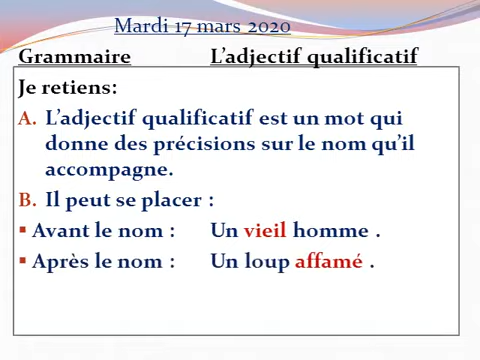 Mardi 17 mars 2020
Grammaire L’adjectif qualificatif
Je retiens:
A. L’adjectif qualificatif est un mot qui
donne des précisions sur le nom qu’il
accompagne.
B. Il peut se placer :
▪ Avant le nom : Un vieil homme .
▪ Après le nom : Un loup affamé .